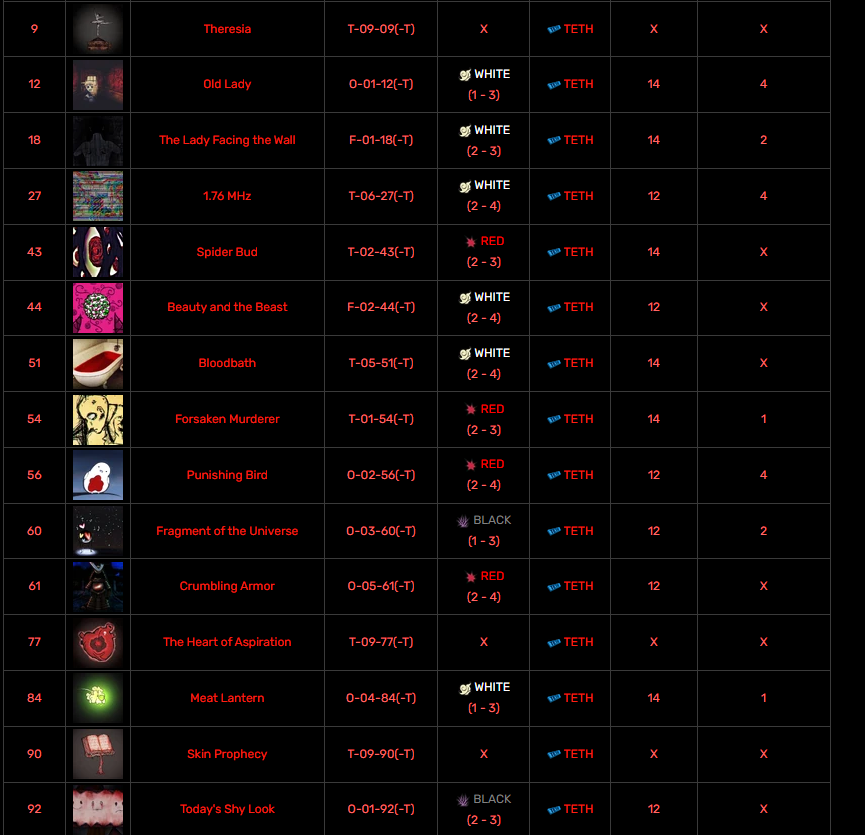 9 Theresia T-09-09(-T) X TETH X X
12 Old Lady O-01-12(-T) WHITE (1 - 3) TETH 14 4
18 The Lady Facing the Wall F-01-18(-T) WHITE (2 - 3) TETH 14 2
27 1.76 MHz T-06-27(-T) WHITE (2 - 4) TETH 12 4
43 Spider Bud T-02-43(-T) RED (2 - 3) TETH 14 X
44 Beauty and the Beast F-02-44(-T) WHITE (2 - 4) TETH 12 X
51 Bloodbath T-05-51(-T) WHITE (2 - 4) TETH 14 X
54 Forsaken Murderer T-01-54(-T) RED (2 - 3) TETH 14 1
56 Punishing Bird O-02-56(-T) RED (2 - 4) TETH 12 4
60 Fragment of the Universe O-03-60(-T) BLACK (1 - 3) TETH 12 2
61 Crumbling Armor O-05-61(-T) RED (2 - 4) TETH 12 X
77 The Heart of Aspiration T-09-77(-T) X TETH X X
84 Meat Lantern O-04-84(-T) WHITE (1 - 3) TETH 14 1
90 Skin Prophecy T-09-90(-T) X TETH X X
92 Today's Shy Look O-01-92(-T) BLACK (2 - 3) TETH 12 X